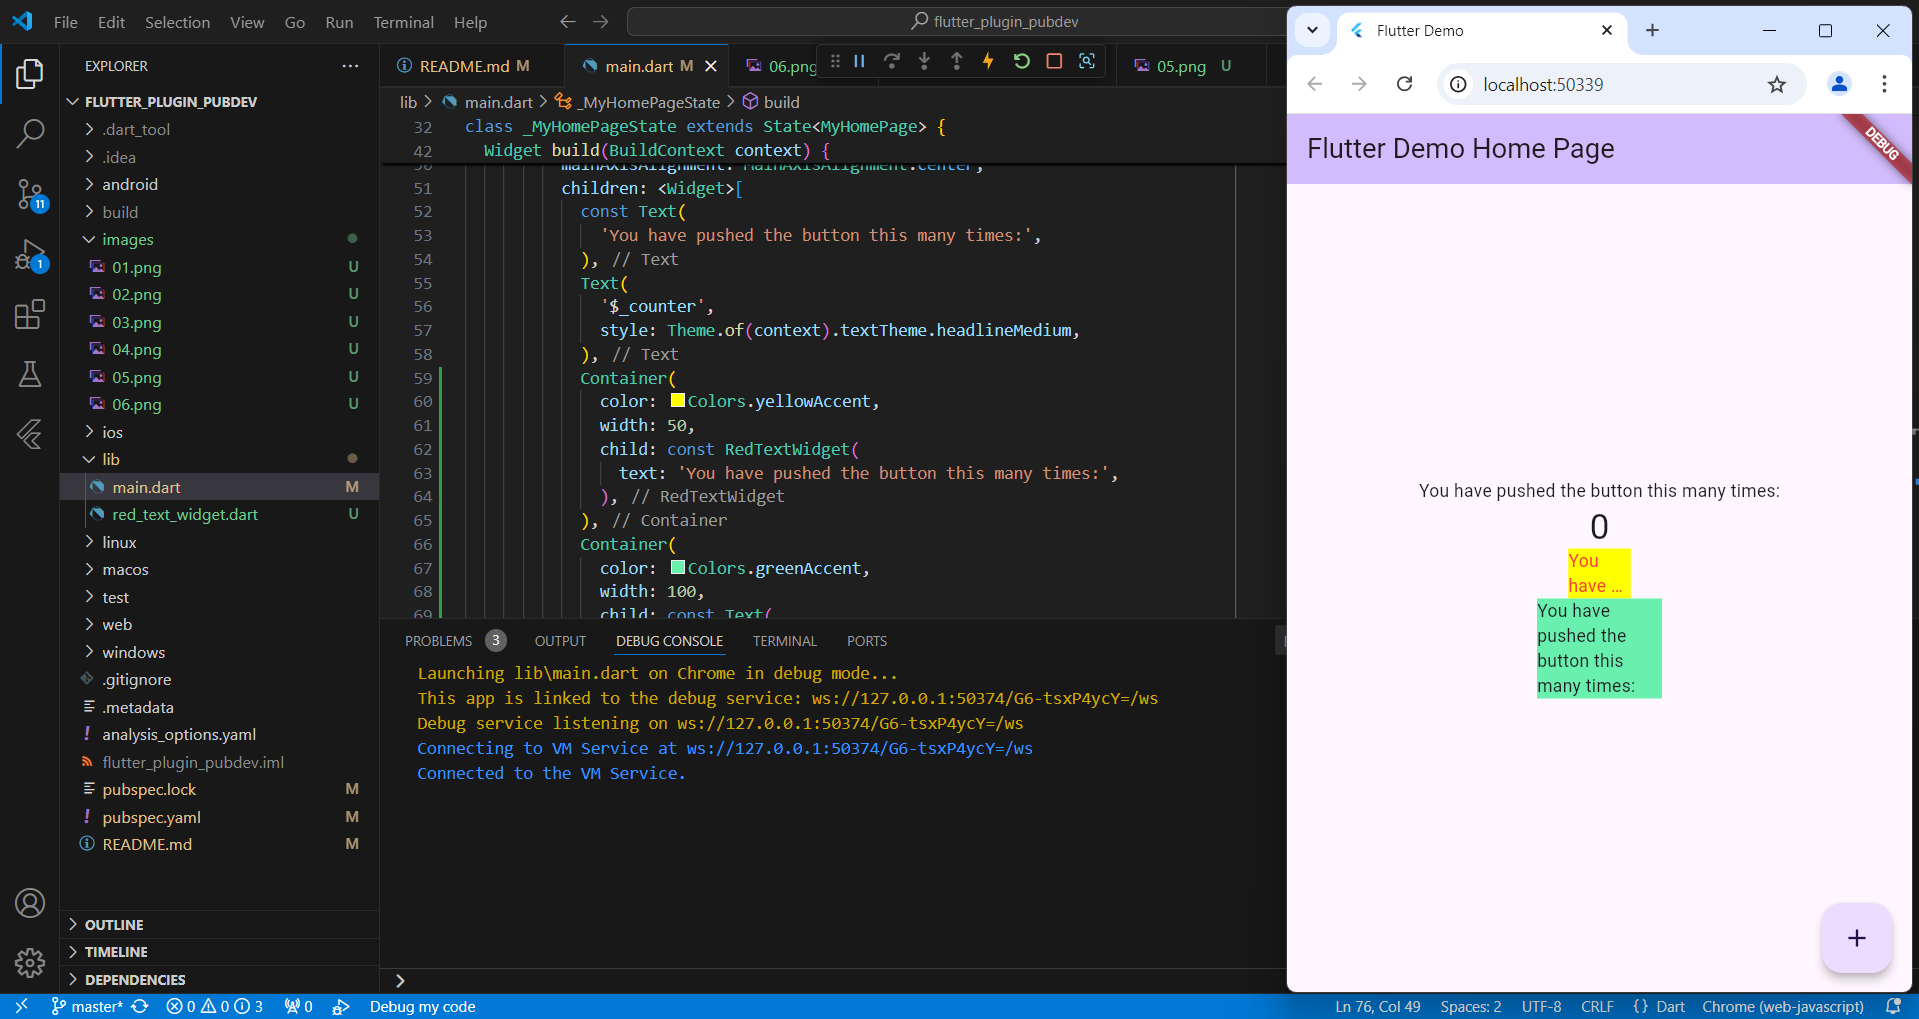 File Edit Selection View Go Run Terminal Help
flutter_plugin_pubdev
EXPLORER
FLUTTER_PLUGIN_PUBDEV
.dart_tool
.idea
android
build
images
01.png U
02.png U
03.png U
04.png U
05.png U
06.png U
ios
lib
main.dart M
red_text_widget.dart U
linux
macos
test
web
windows
.gitignore
.metadata
analysis_options.yaml
flutter_plugin_pubdev.iml
pubspec.lock M
pubspec.yaml M
README.md M
OUTLINE
TIMELINE
DEPENDENCIES
11
1
README.md M
main.dart M
06.png
05.png U
lib > main.dart > _MyHomePageState > build
32 class _MyHomePageState extends State<MyHomePage> {
42 Widget build(BuildContext context) {
50 mainAxisAlignment: MainAxisAlignment.center,
51 children: <Widget>[
52 const Text(
53 'You have pushed the button this many times:',
54 ), // Text
55 Text(
56 '$_counter',
57 style: Theme.of(context).textTheme.headlineMedium,
58 ), // Text
59 Container(
60 color: Colors.yellowAccent,
61 width: 50,
62 child: const RedTextWidget(
63 text: 'You have pushed the button this many times:',
64 ), // RedTextWidget
65 ), // Container
66 Container(
67 color: Colors.greenAccent,
68 width: 100,
69 child: const Text(
PROBLEMS 3 OUTPUT DEBUG CONSOLE TERMINAL PORTS
Launching lib\main.dart on Chrome in debug mode...
This app is linked to the debug service: ws://127.0.0.1:50374/G6-tsxP4ycY=/ws
Debug service listening on ws://127.0.0.1:50374/G6-tsxP4ycY=/ws
Connecting to VM Service at ws://127.0.0.1:50374/G6-tsxP4ycY=/ws
Connected to the VM Service.
master* 0 0 3 0 Debug my code
Ln 76, Col 49 Spaces: 2 UTF-8 CRLF {} Dart Chrome (web-javascript)
Flutter Demo
localhost:50339
Flutter Demo Home Page
DEBUG
You have pushed the button this many times:
0
You
have ...
You have
pushed the
button this
many times: